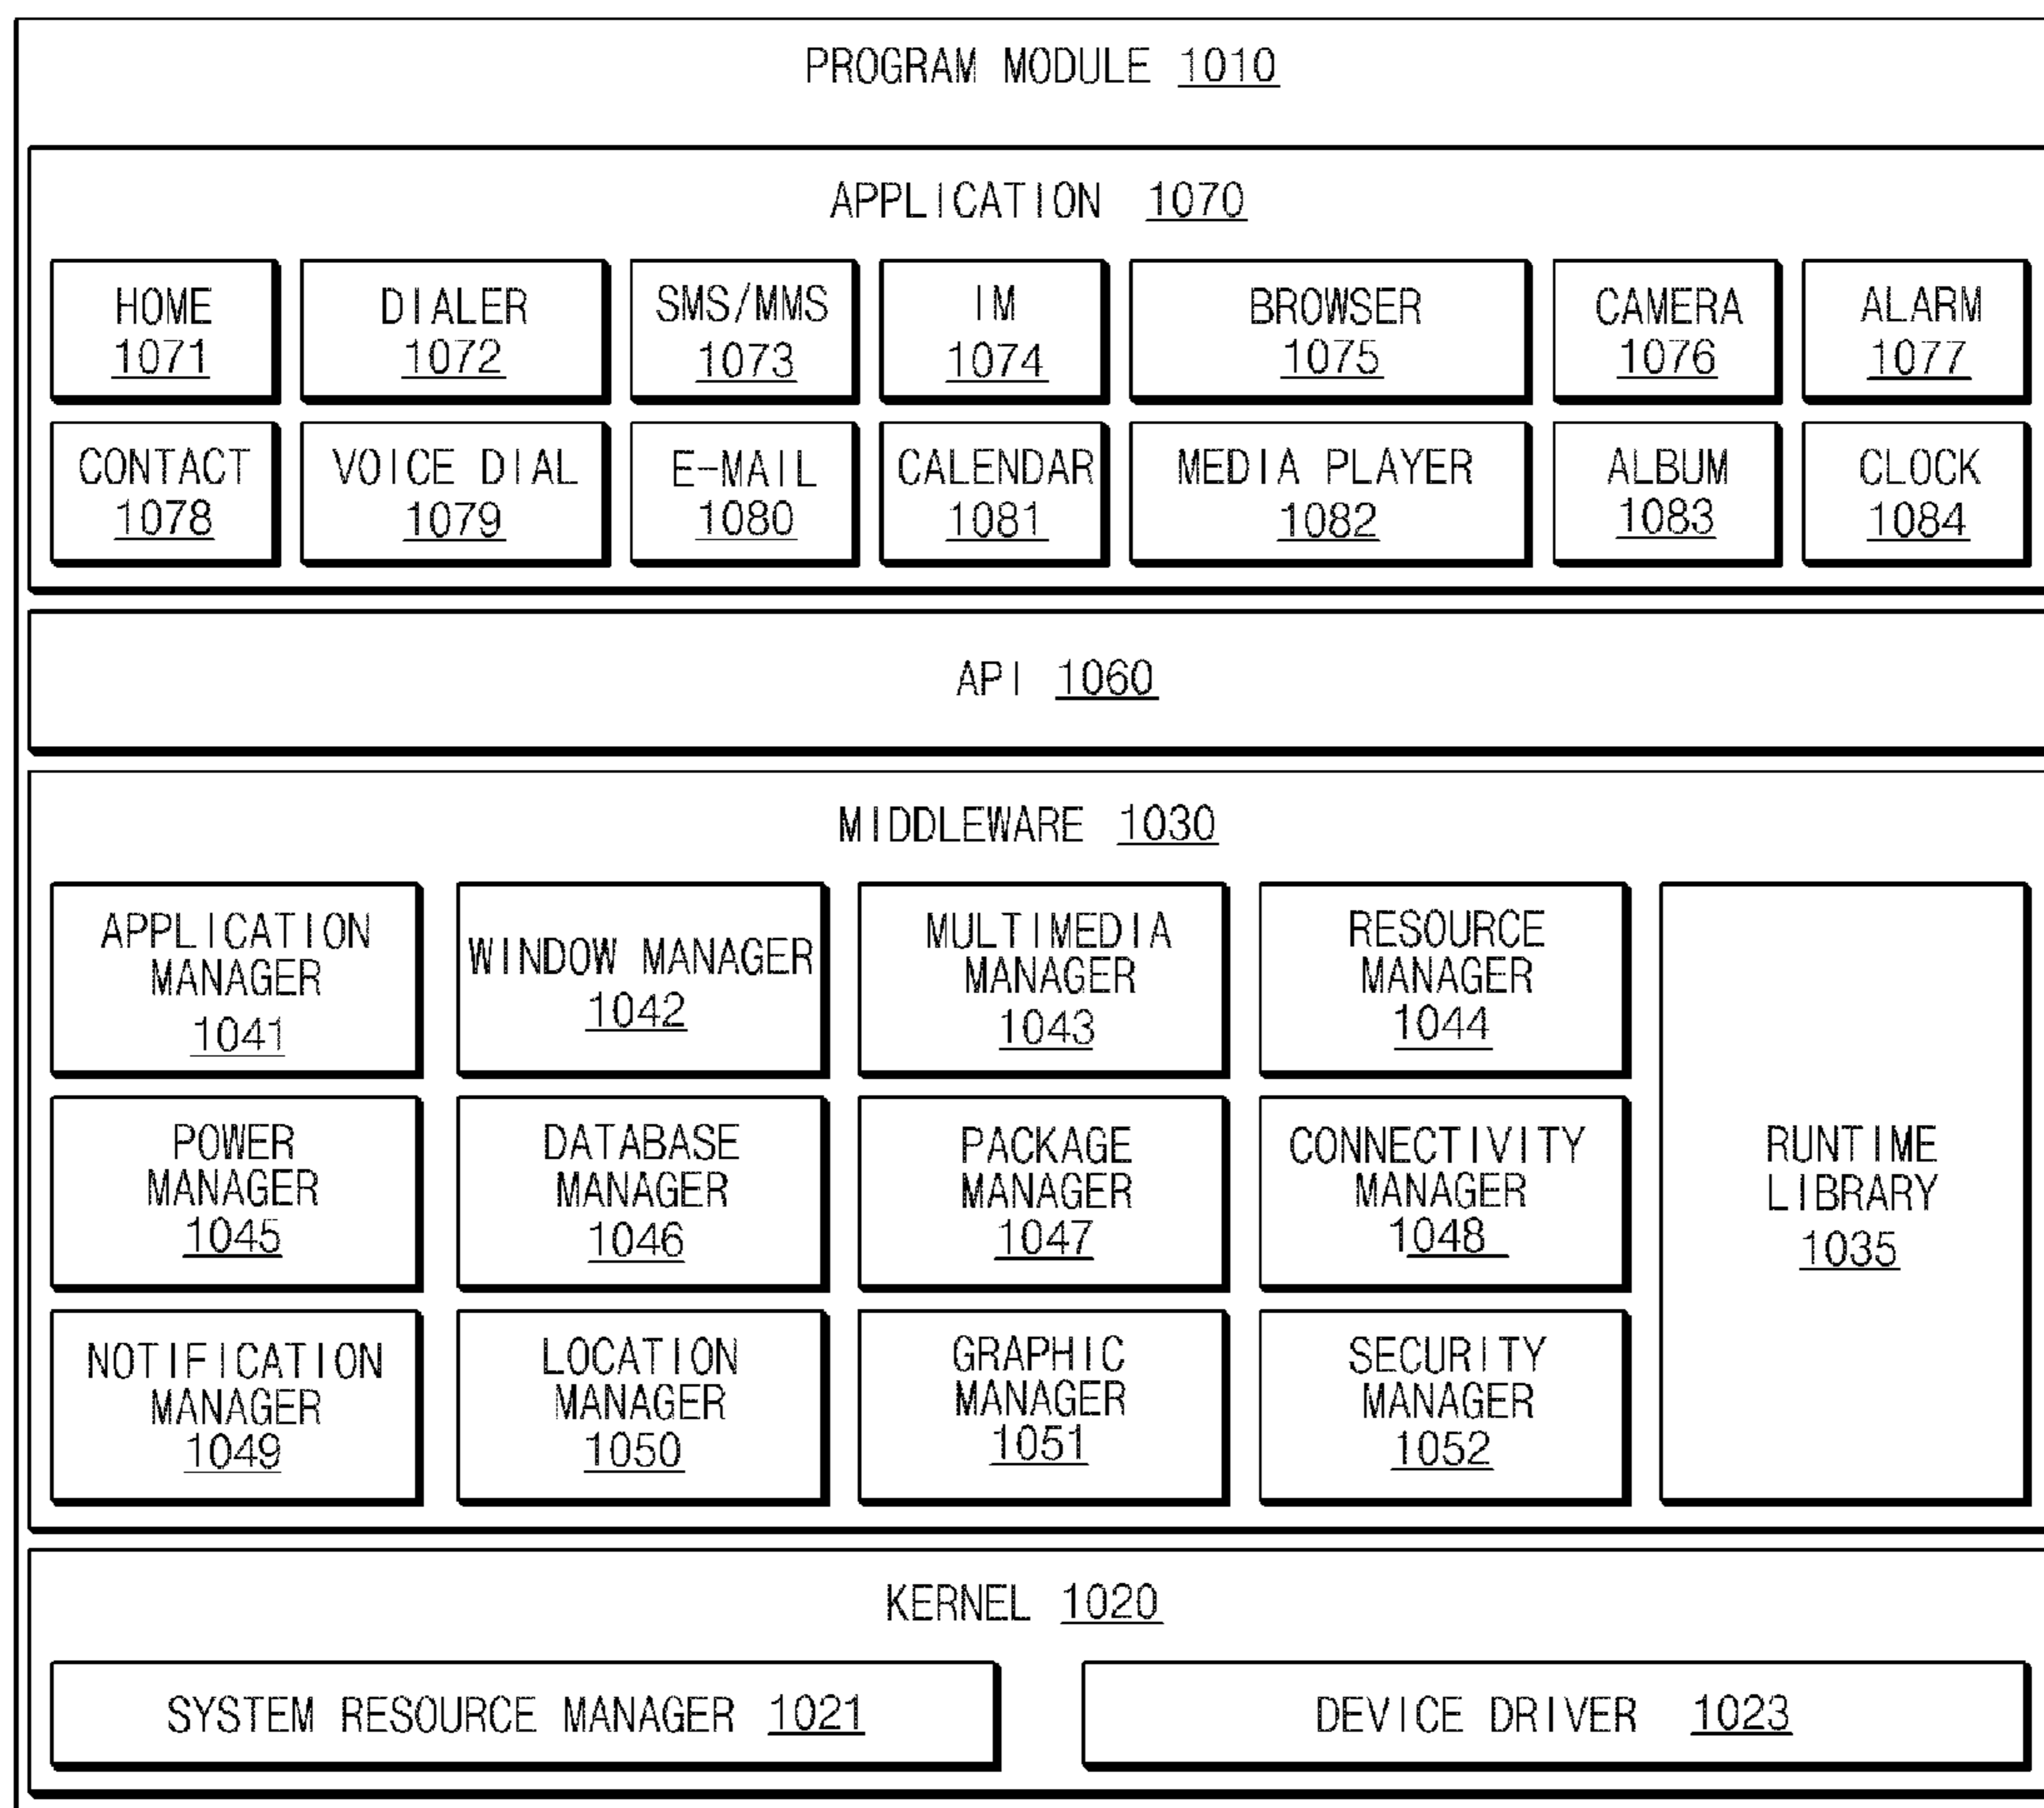 PROGRAM MODULE 1010
APPLICATION 1070
HOME
1071
DIALER
1072
SMS/MMS
1073
IM
1074
BROWSER
1075
CAMERA
1076
ALARM
1077
CONTACT
1078
VOICE DIAL
1079
E-MAIL
1080
CALENDAR
1081
MEDIA PLAYER
1082
ALBUM
1083
CLOCK
1084
API 1060
MIDDLEWARE 1030
APPLICATION
MANAGER
1041
WINDOW MANAGER
1042
MULTIMEDIA
MANAGER
1043
RESOURCE
MANAGER
1044
POWER
MANAGER
1045
DATABASE
MANAGER
1046
PACKAGE
MANAGER
1047
CONNECTIVITY
MANAGER
1048
RUNTIME
LIBRARY
1035
NOTIFICATION
MANAGER
1049
LOCATION
MANAGER
1050
GRAPHIC
MANAGER
1051
SECURITY
MANAGER
1052
KERNEL 1020
SYSTEM RESOURCE MANAGER 1021
DEVICE DRIVER 1023